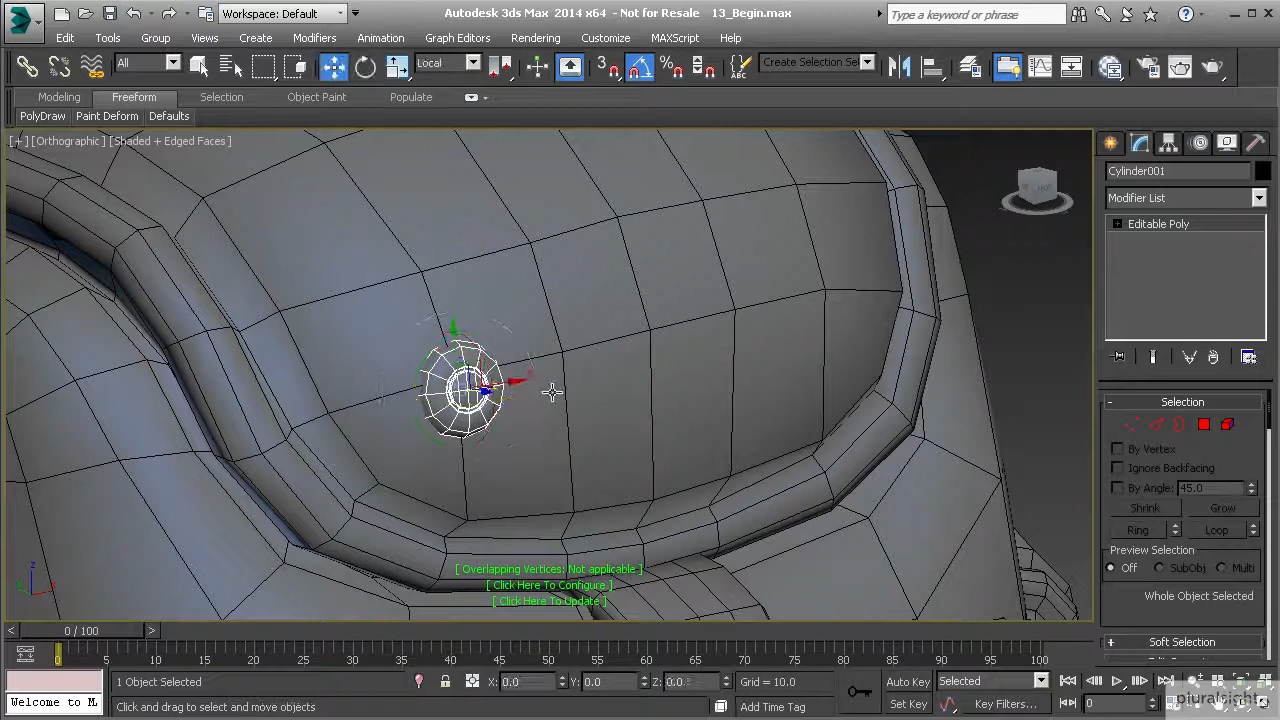 Workspace: Default
Autodesk 3ds Max 2014 x64 - Not for Resale 13_Begin.max
Type a keyword or phrase
Edit Tools Group Views Create Modifiers Animation Graph Editors Rendering Customize MAXScript Help
All Local 3 % ABC Create Selection Se
Modeling Freeform Selection Object Paint Populate
PolyDraw Paint Deform Defaults
[+] [Orthographic] [Shaded + Edged Faces]
Cylinder001
Modifier List
Editable Poly
Selection
By Vertex
Ignore Backfacing
By Angle: 45.0
Shrink Grow
Ring Loop
Preview Selection
Off SubObj Multi
Whole Object Selected
Soft Selection
[ Overlapping Vertices: Not applicable ]
[ Click Here To Configure ]
[ Click Here To Update ]
z
x
< 0 / 100 >
0 5 10 15 20 25 30 35 40 45 50 55 60 65 70 75 80 85 90 95 100
1 Object Selected X: 0.0 Y: 0.0 Z: 0.0 Grid = 10.0 Auto Key Selected
Welcome to M
Click and drag to select and move objects Add Time Tag Set Key Key Filters... 0
pluralsight